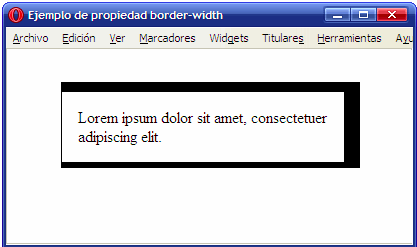 Ejemplo de propiedad border-width
Archivo Edición Ver Marcadores Widgets Titulares Herramientas Ayu
Lorem ipsum dolor sit amet, consectetuer
adipiscing elit.